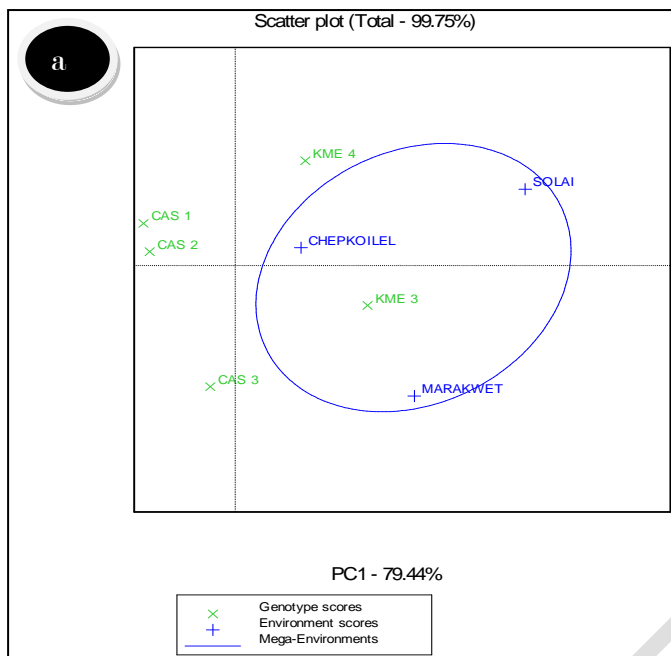 Scatter plot (Total - 99.75%)
a
KME 4
SOLAI
CAS 1
CHEPKOILEL
CAS 2
KME 3
CAS 3
MARAKWET
PC1 - 79.44%
Genotype scores
Environment scores
Mega-Environments